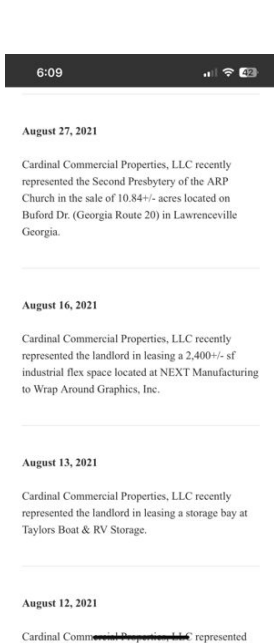 6:09
42
August 27, 2021
Cardinal Commercial Properties, LLC recently
represented the Second Presbytery of the ARP
Church in the sale of 10.84+/- acres located on
Buford Dr. (Georgia Route 20) in Lawrenceville
Georgia.
August 16, 2021
Cardinal Commercial Properties, LLC recently
represented the landlord in leasing a 2,400+/- sf
industrial flex space located at NEXT Manufacturing
to Wrap Around Graphics, Inc.
August 13, 2021
Cardinal Commercial Properties, LLC recently
represented the landlord in leasing a storage bay at
Taylors Boat & RV Storage.
August 12, 2021
Cardinal Commercial Properties, LLC represented